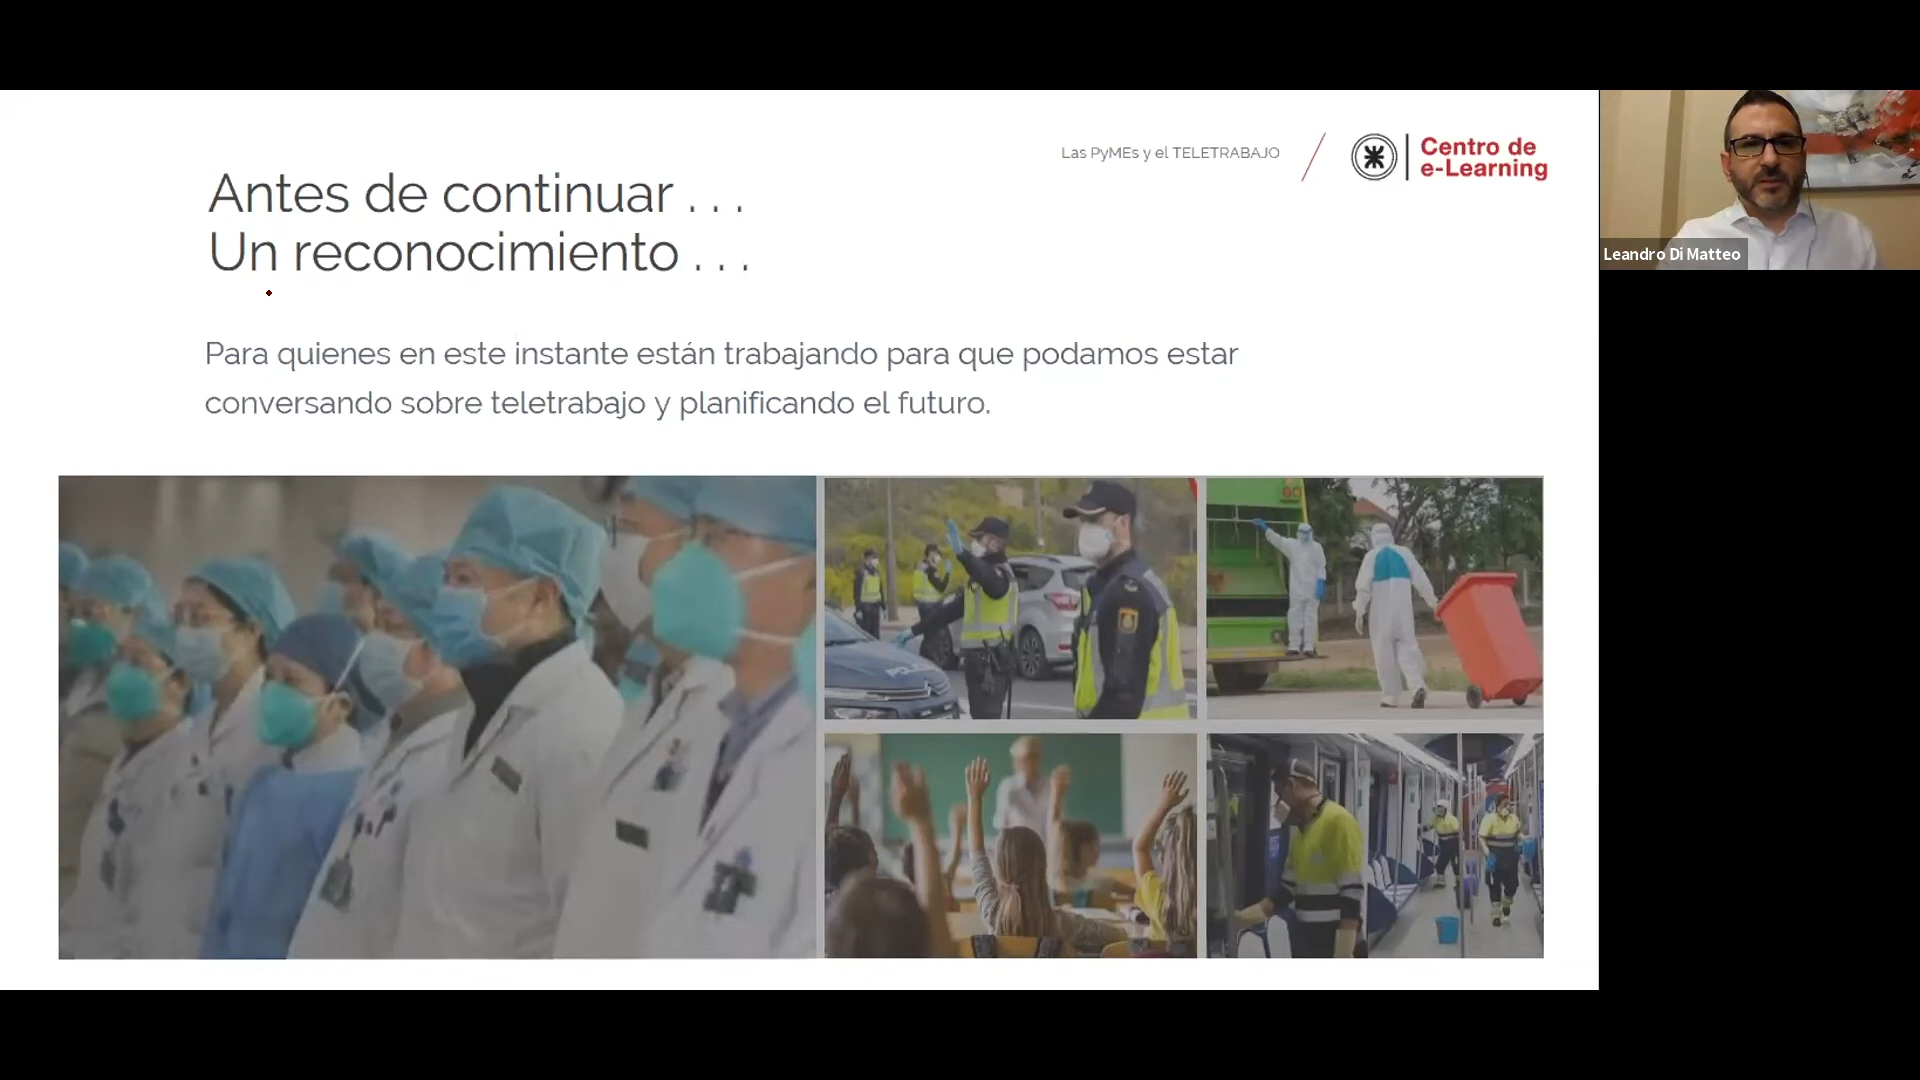 Las PyMEs y el TELETRABAJO
Centro de
e-Learning
Antes de continuar . . .
Un reconocimiento . . .
Para quienes en este instante están trabajando para que podamos estar
conversando sobre teletrabajo y planificando el futuro.
Leandro Di Matteo